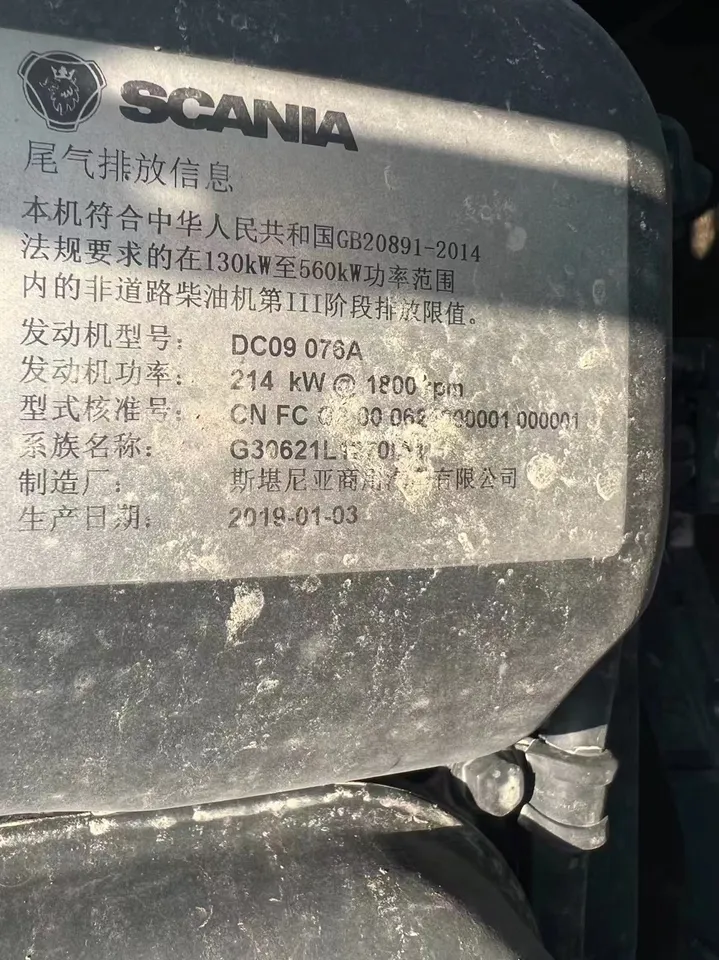 SCANIA
尾气排放信息
本机符合中华人民共和国GB20891-2014
法规要求的在130kW至560kW功率范围
内的非道路柴油机第III阶段排放限值。
发动机型号: DC09 076A
发动机功率: 214 kW @ 1800 rpm
型式核准号: CN FC 00 000001 000001
系族名称:
制造厂: 斯堪尼亚商用 有限公司
生产日期: 2019-01-03